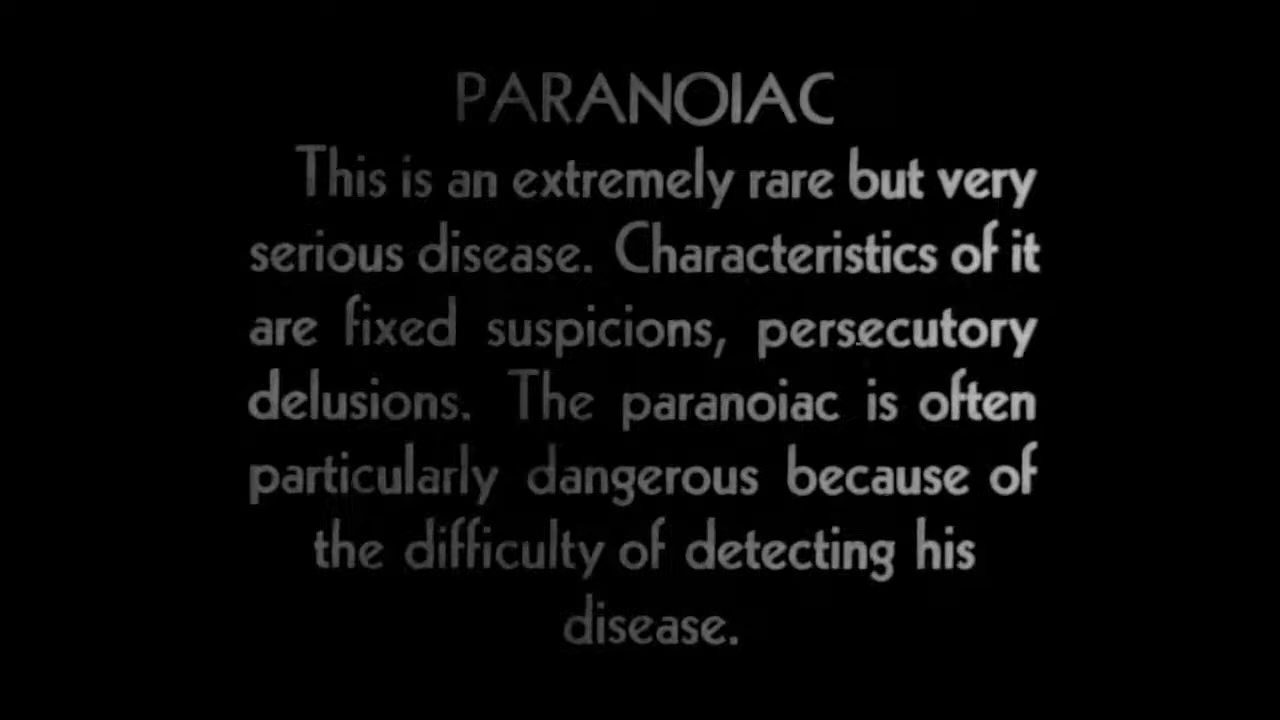 PARANOIAC
This is an extremely rare but very
serious disease. Characteristics of it
are fixed suspicions, persecutory
delusions. The paranoiac is often
particularly dangerous because of
the difficulty of detecting his
disease.